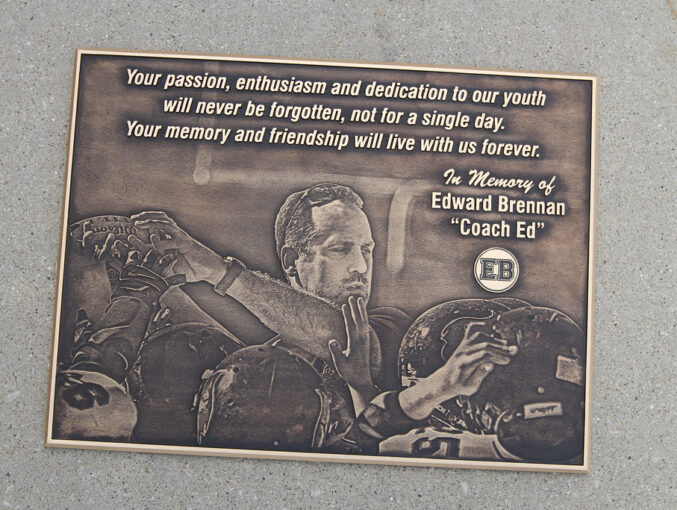 Your passion, enthusiasm and dedication to our youth
will never be forgotten, not for a single day.
Your memory and friendship will live with us forever.
In Memory of
Edward Brennan
“Coach Ed”
EB
Wilson